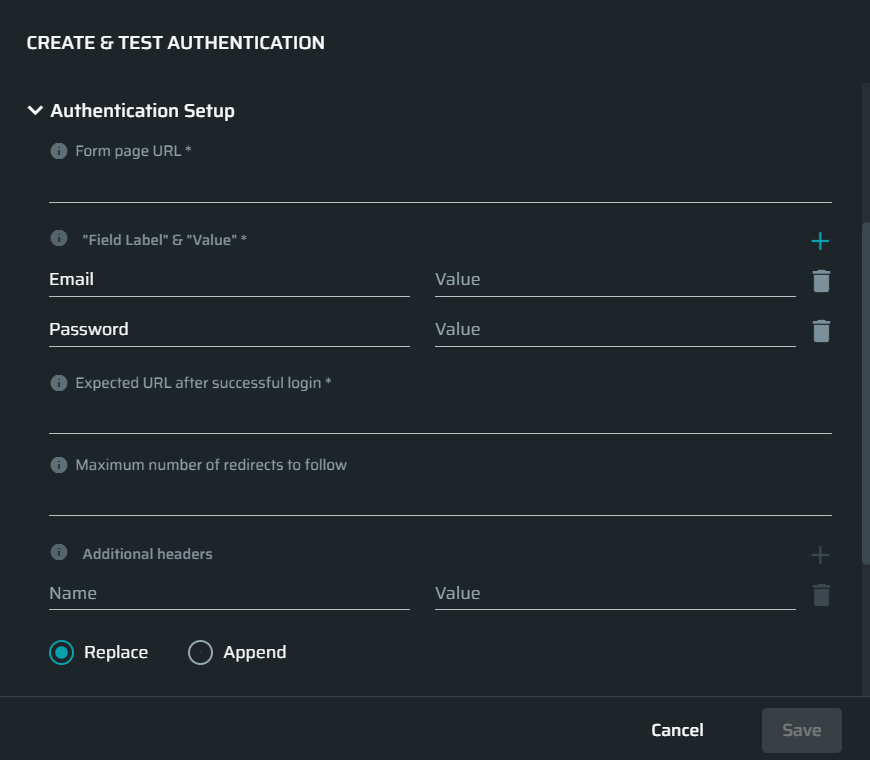 CREATE & TEST AUTHENTICATION
Authentication Setup
Form page URL *
"Field Label" & "Value" *
Email Value
Password Value
Expected URL after successful login *
Maximum number of redirects to follow
Additional headers
Name Value
Replace Append
Cancel Save